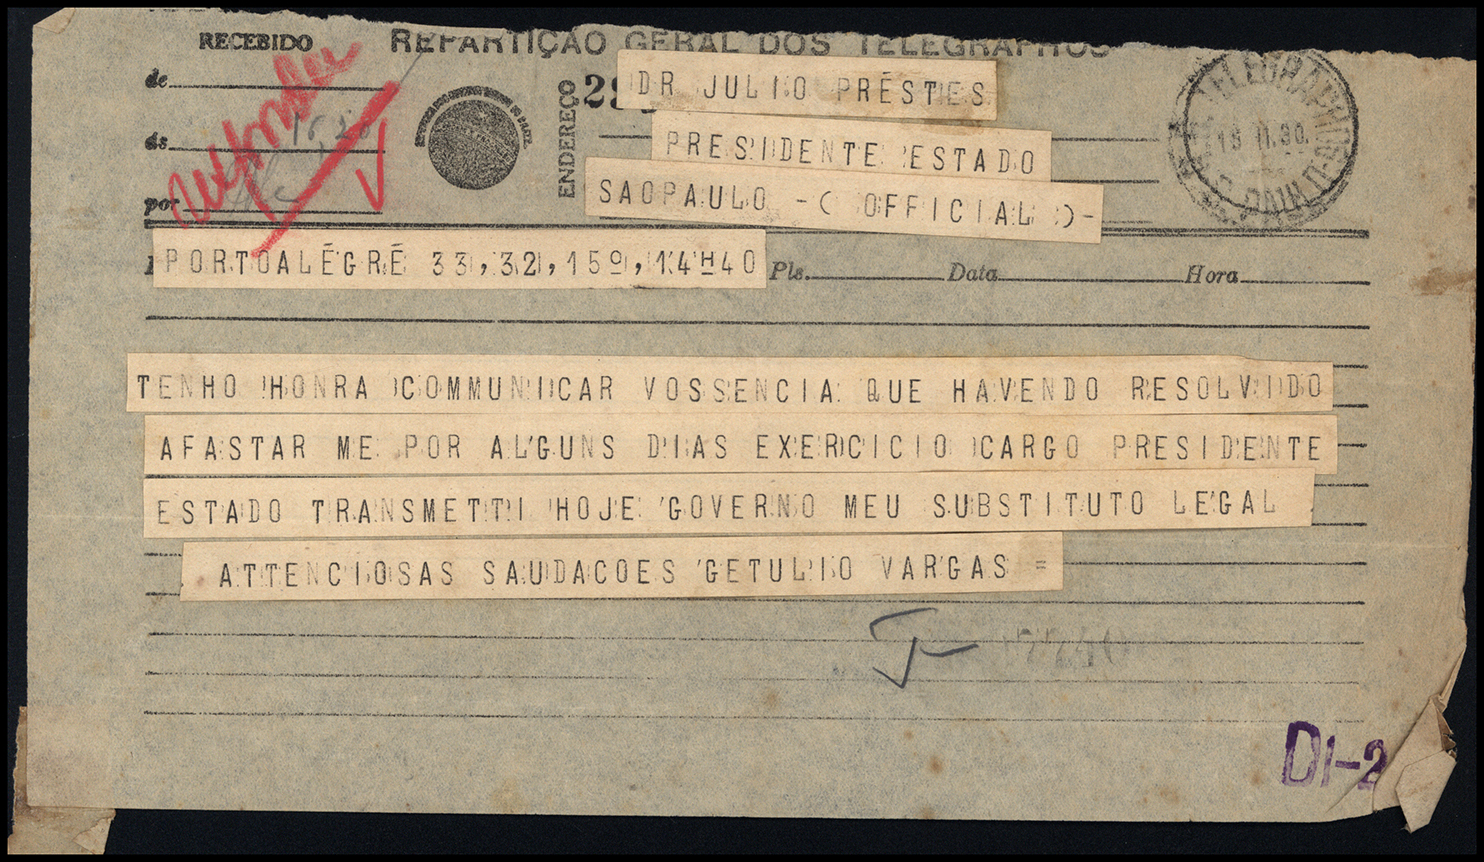 RECEBIDO
REPARTIÇÃO GERAL DOS TELEGRAPHOS
de
ás
por
ENDEREÇO
DR JULIO PRÉSTES
PRESIDENTE ESTADO
SAOPAULO -( OFFICIAL )-
PORTOALÉGRÉ 33,32,15º,14H40
Pls.
Data
Hora
TENHO HONRA COMMUNICAR VOSSENCIA QUE HAVENDO RESOLVIDO
AFASTAR ME POR ALGUNS DIAS EXERCICIO CARGO PRESIDENTE
ESTADO TRANSMETTI HOJE GOVERNO MEU SUBSTITUTO LEGAL
ATTENCIOSAS SAUDACOES GETULIO VARGAS =
DI-2